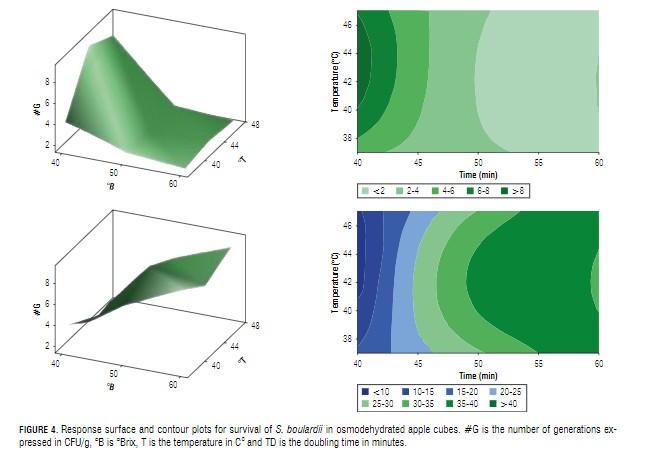 8
6
4
2
#G
40
50
60
°B
40
44
48
°T
46
44
42
40
38
Temperature (°C)
40
45
50
55
60
Time (min)
<2 2-4 4-6 6-8 >8
8
6
4
2
#G
40
50
60
°B
40
44
48
°T
46
44
42
40
38
Temperature (°C)
40
45
50
55
60
Time (min)
<10 10-15 15-20 20-25
25-30 30-35 35-40 >40
FIGURE 4. Response surface and contour plots for survival of S. boulardii in osmodehydrated apple cubes. #G is the number of generations ex-
pressed in CFU/g, °B is °Brix, T is the temperature in C° and TD is the doubling time in minutes.